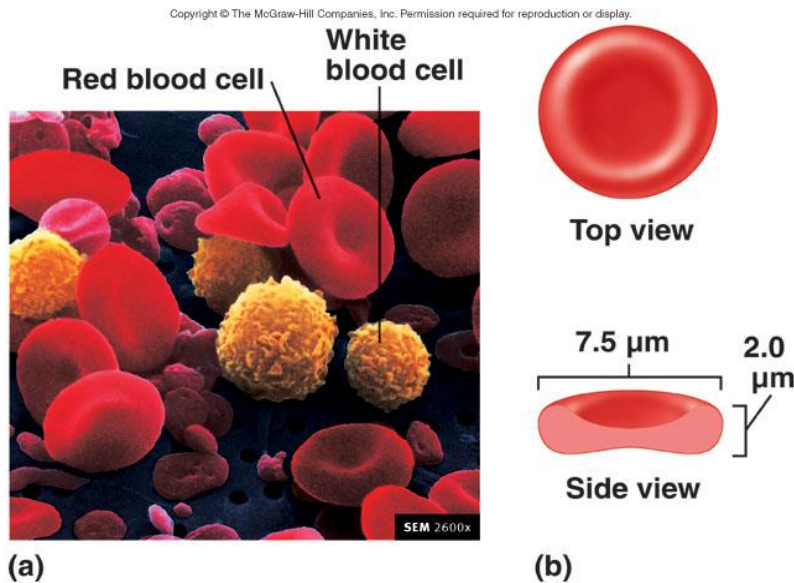 Copyright © The McGraw-Hill Companies, Inc. Permission required for reproduction or display.
Red blood cell
White
blood cell
SEM 2600x
(a)
Top view
7.5 µm
2.0
µm
Side view
(b)